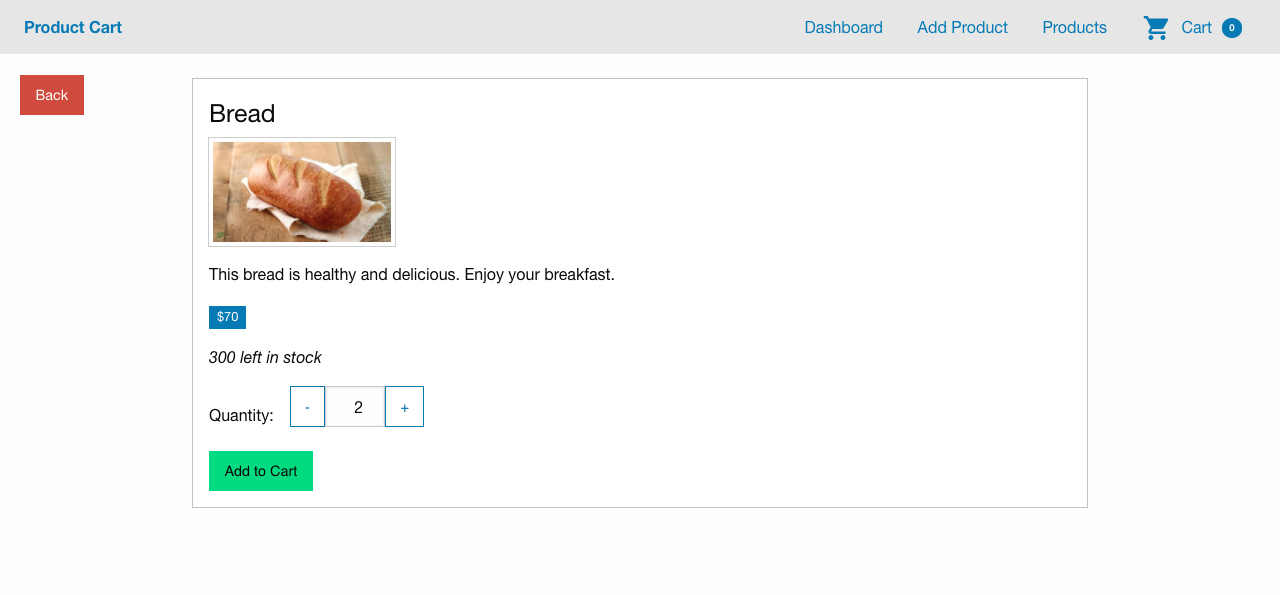 Product Cart
Dashboard Add Product Products Cart 0
Back
Bread
This bread is healthy and delicious. Enjoy your breakfast.
$70
300 left in stock
Quantity: - 2 +
Add to Cart